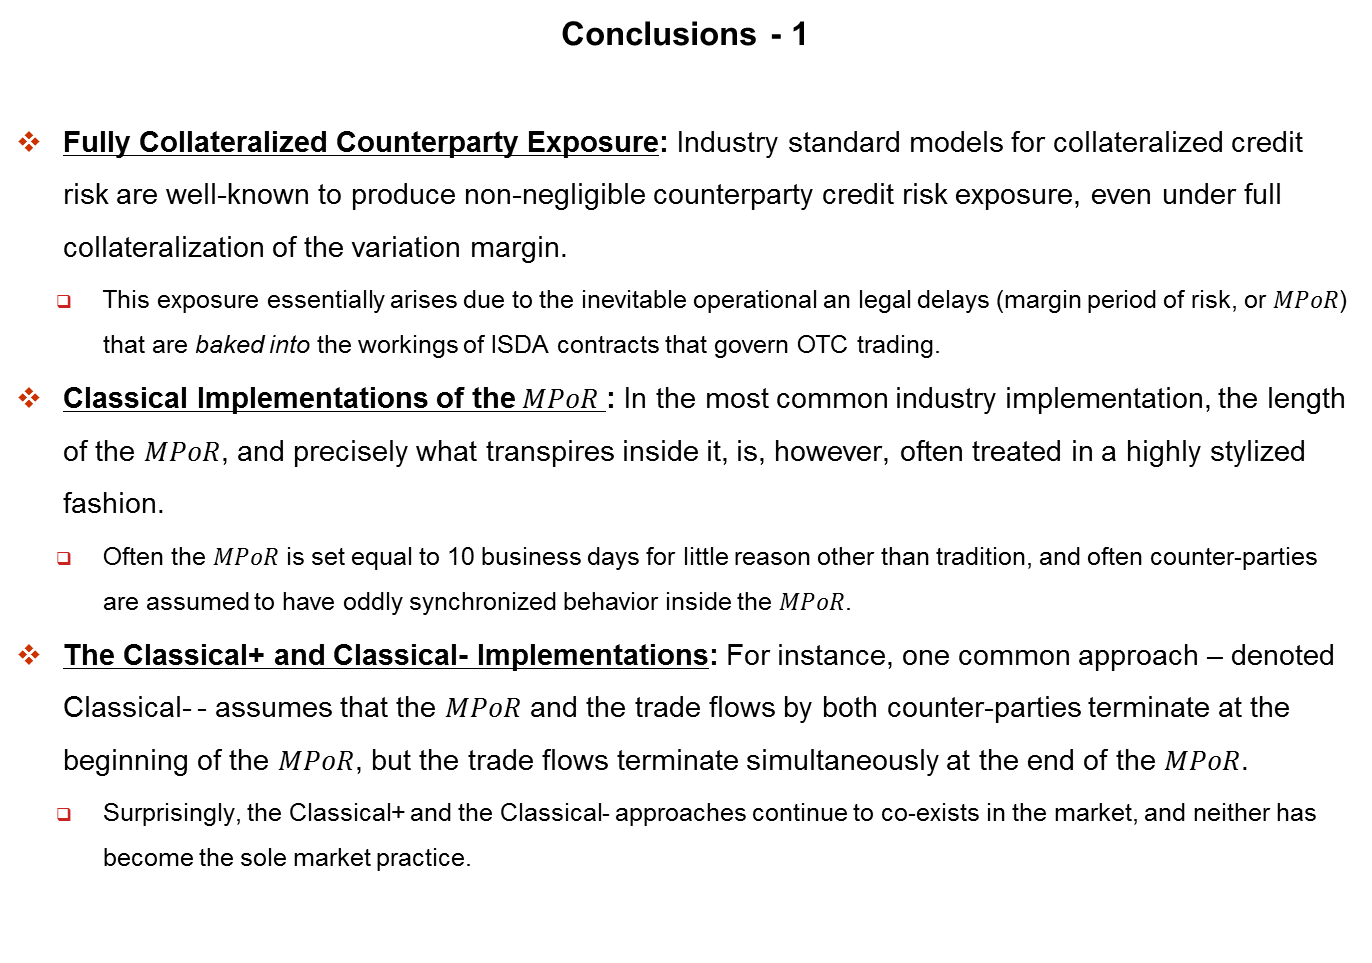 Conclusions - 1
Fully Collateralized Counterparty Exposure: Industry standard models for collateralized credit
risk are well-known to produce non-negligible counterparty credit risk exposure, even under full
collateralization of the variation margin.
This exposure essentially arises due to the inevitable operational an legal delays (margin period of risk, or MPoR)
that are baked into the workings of ISDA contracts that govern OTC trading.
Classical Implementations of the MPoR : In the most common industry implementation, the length
of the MPoR, and precisely what transpires inside it, is, however, often treated in a highly stylized
fashion.
Often the MPoR is set equal to 10 business days for little reason other than tradition, and often counter-parties
are assumed to have oddly synchronized behavior inside the MPoR.
The Classical+ and Classical- Implementations: For instance, one common approach – denoted
Classical- - assumes that the MPoR and the trade flows by both counter-parties terminate at the
beginning of the MPoR, but the trade flows terminate simultaneously at the end of the MPoR.
Surprisingly, the Classical+ and the Classical- approaches continue to co-exists in the market, and neither has
become the sole market practice.